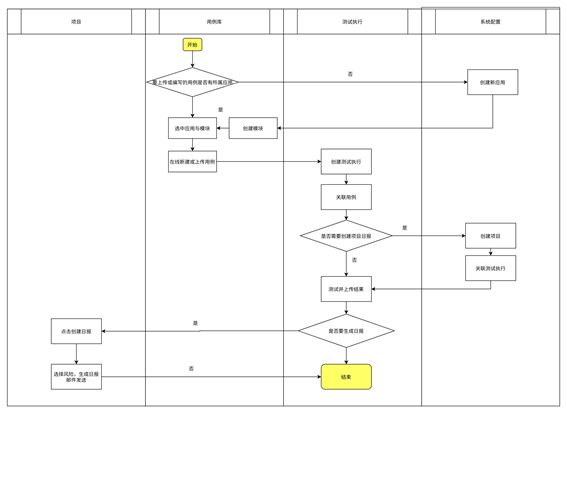 项目
用例库
测试执行
系统配置
开始
要上传或编写的用例是否有所属应用
否
创建新应用
是
选中应用与模块
创建模块
在线新建或上传用例
创建测试执行
关联用例
是否需要创建项目日报
是
创建项目
关联测试执行
否
测试并上传结果
是否要生成日报
是
点击创建日报
选择风险，生成日报
邮件发送
否
结束